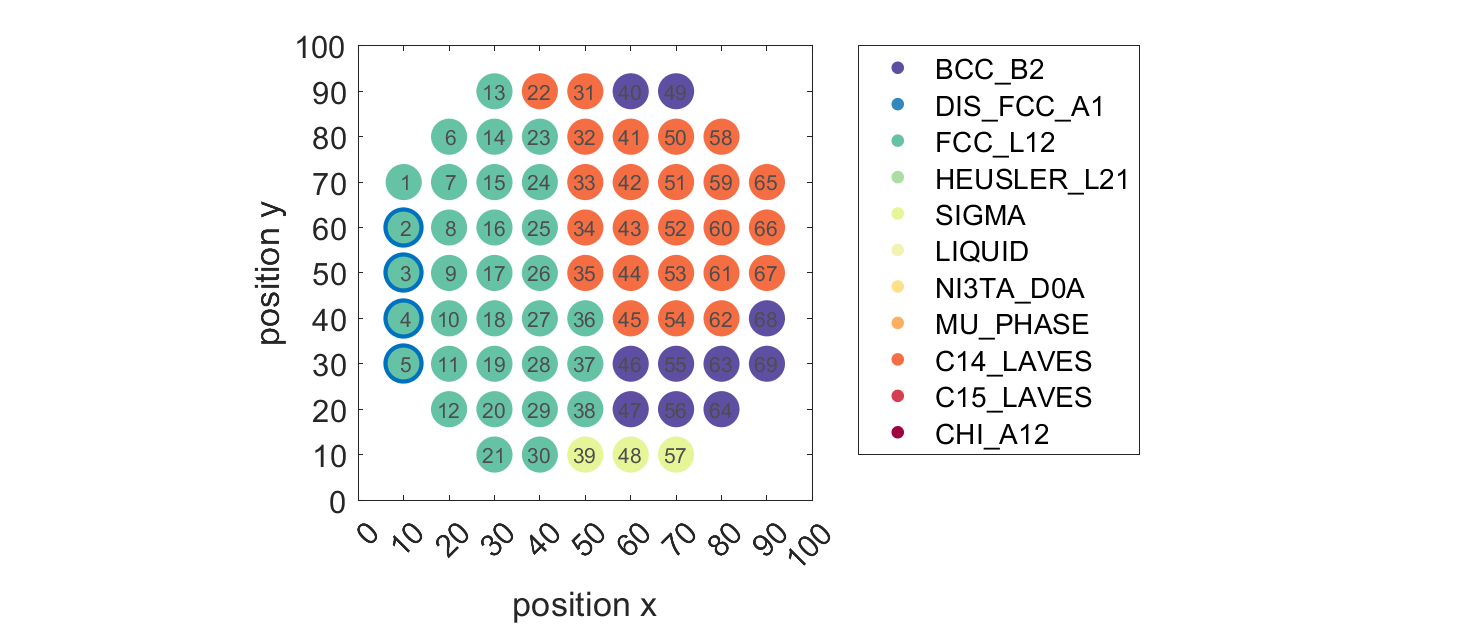 100
90
80
70
60
50
40
30
20
10
0
position y
13 22 31 40 49
6 14 23 32 41 50 58
1 7 15 24 33 42 51 59 65
2 8 16 25 34 43 52 60 66
3 9 17 26 35 44 53 61 67
4 10 18 27 36 45 54 62 68
5 11 19 28 37 46 55 63 69
12 20 29 38 47 56 64
21 30 39 48 57
0 10 20 30 40 50 60 70 80 90 100
position x
BCC_B2
DIS_FCC_A1
FCC_L12
HEUSLER_L21
SIGMA
LIQUID
NI3TA_D0A
MU_PHASE
C14_LAVES
C15_LAVES
CHI_A12